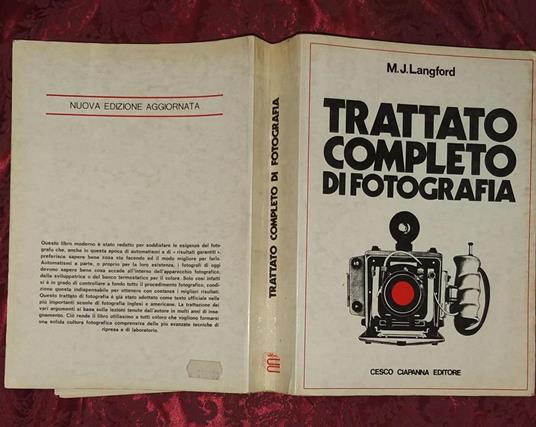 NUOVA EDIZIONE AGGIORNATA
Questo libro moderno è stato redatto per soddisfare le esigenze del foto-
grafo che, anche in questa epoca di automatismi e di « risultati garantiti »,
preferisce sapere bene cosa sta facendo ed il modo migliore per farlo.
Automatismi a parte, o proprio per la loro esistenza, i fotografi di oggi
devono sapere bene cosa accade all'interno dell'apparecchio fotografico,
della sviluppatrice o del banco termostatico per il colore. Solo così infatti
si è in grado di controllare a fondo tutto il procedimento fotografico, condi-
zione questa indispensabile per ottenere con costanza i migliori risultati.
Questo trattato di fotografia è già stato adottato come testo ufficiale nelle
più importanti scuole di fotografia inglesi e americane. La trattazione dei
vari argomenti si basa sulle lezioni tenute dall'autore in molti anni di inse-
gnamento. Ciò rende il libro utilissimo a tutti coloro che vogliono formarsi
una solida cultura fotografica comprensiva delle più avanzate tecniche di
ripresa e di laboratorio.
TRATTATO COMPLETO DI FOTOGRAFIA
M.J.Langford
TRATTATO
COMPLETO
DI FOTOGRAFIA
CESCO CIAPANNA EDITORE